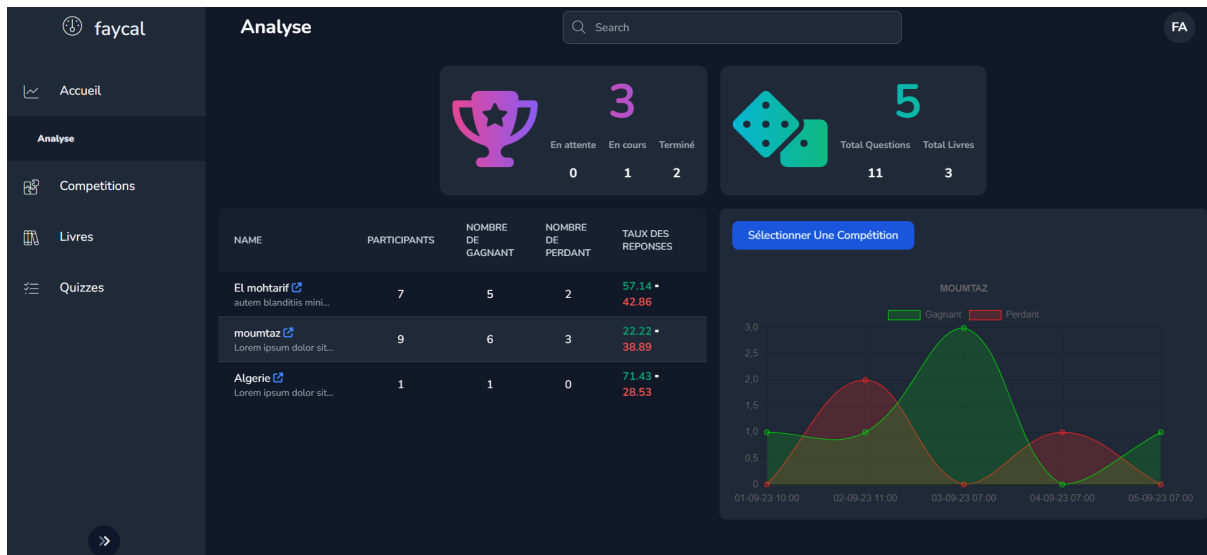 faycal
Analyse
Search
FA
Accueil
Analyse
Competitions
Livres
Quizzes
3
En attente En cours Terminé
0 1 2
5
Total Questions Total Livres
11 3
NAME PARTICIPANTS NOMBRE DE GAGNANT NOMBRE DE PERDANT TAUX DES REPONSES
El mohtarif
autem blanditiis mini...
7 5 2 57.14 •
42.86
moumtaz
Lorem ipsum dolor sit...
9 6 3 22.22 •
38.89
Algerie
Lorem ipsum dolor sit...
1 1 0 71.43 •
28.53
Sélectionner Une Compétition
MOUMTAZ
Gagnant Perdant
3,0
2,5
2,0
1,5
1,0
0,5
0
01-09-23 10:00 02-09-23 11:00 03-09-23 07:00 04-09-23 07:00 05-09-23 07:00